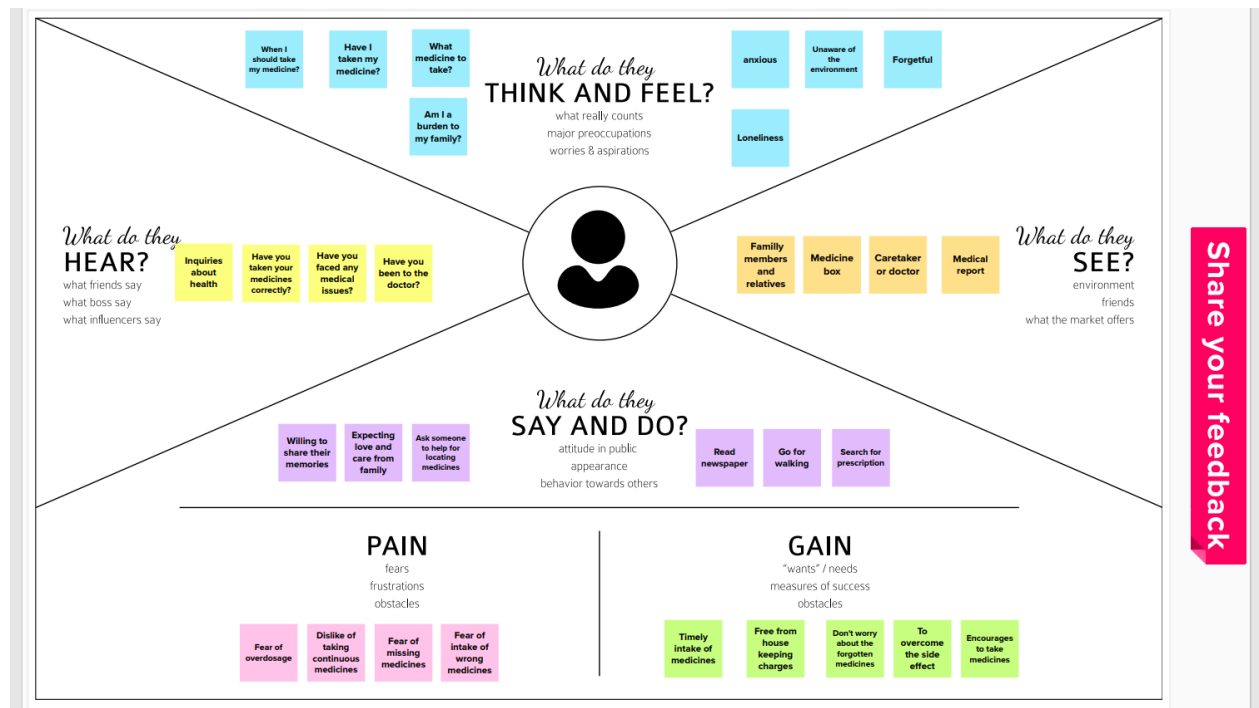 When I
should take
my medicine?
Have I
taken my
medicine?
What
medicine to
take?
Am I a
burden to
my family?
What do they
THINK AND FEEL?
what really counts
major preoccupations
worries & aspirations
anxious
Unaware of
the
environment
Forgetful
Loneliness
What do they
HEAR?
what friends say
what boss say
what influencers say
Inquiries
about
health
Have you
taken your
medicines
correctly?
Have you
faced any
medical
issues?
Have you
been to the
doctor?
Familly
members
and
relatives
Medicine
box
Caretaker
or doctor
Medical
report
What do they
SEE?
environment
friends
what the market offers
What do they
SAY AND DO?
attitude in public
appearance
behavior towards others
Willing to
share their
memories
Expecting
love and
care from
family
Ask someone
to help for
locating
medicines
Read
newspaper
Go for
walking
Search for
prescription
PAIN
fears
frustrations
obstacles
Fear of
overdosage
Dislike of
taking
continuous
medicines
Fear of
missing
medicines
Fear of
intake of
wrong
medicines
GAIN
"wants" / needs
measures of success
obstacles
Timely
intake of
medicines
Free from
house
keeping
charges
Don't worry
about the
forgotten
medicines
To
overcome
the side
effect
Encourages
to take
medicines
Share your feedback